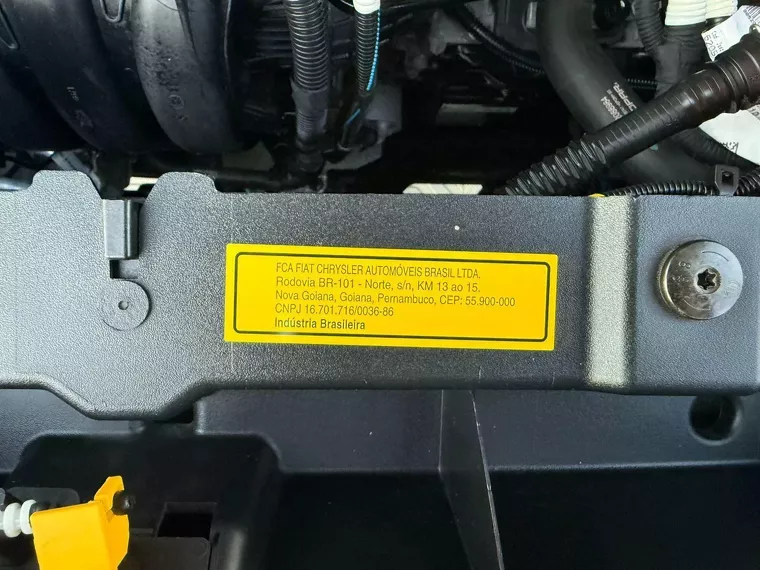 FCA FIAT CHRYSLER AUTOMÓVEIS BRASIL LTDA.
Rodovia BR-101 - Norte, s/n, KM 13 ao 15.
Nova Goiana, Goiana, Pernambuco, CEP: 55.900-000
CNPJ 16.701.716/0036-86
Indústria Brasileira